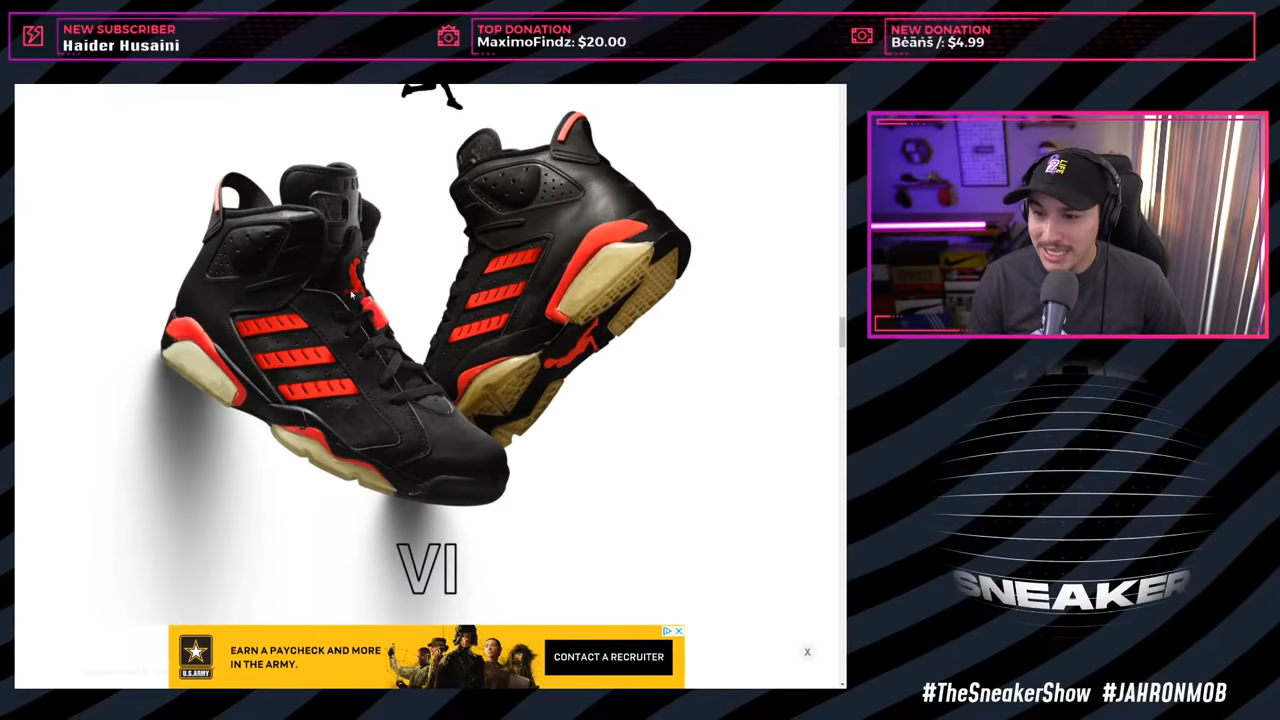 NEW SUBSCRIBER
Haider Husaini
TOP DONATION
MaximoFindz: $20.00
NEW DONATION
Bėäńš /: $4.99
VI
U.S.ARMY
EARN A PAYCHECK AND MORE
IN THE ARMY.
CONTACT A RECRUITER
X
SNEAKER
#TheSneakerShow #JAHRONMOB